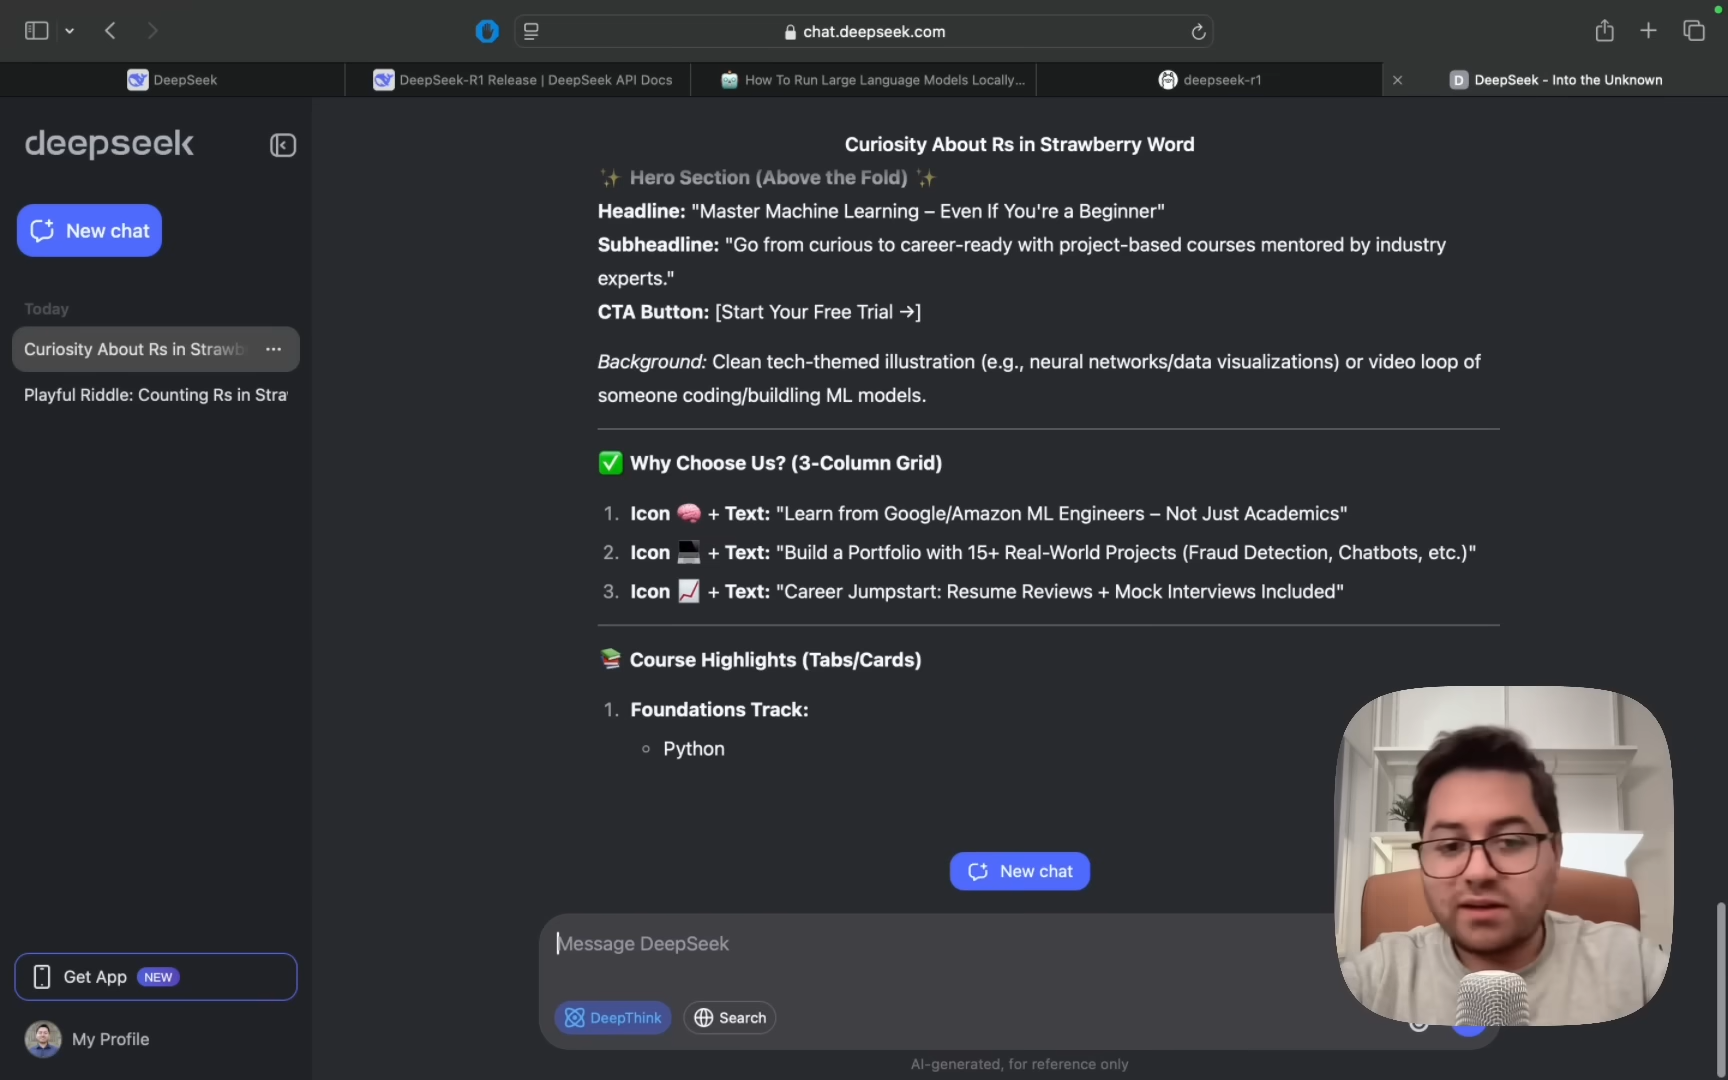 chat.deepseek.com
DeepSeek
DeepSeek-R1 Release | DeepSeek API Docs
How To Run Large Language Models Locally...
deepseek-r1
D DeepSeek - Into the Unknown
deepseek
New chat
Today
Curiosity About Rs in Strawb
Playful Riddle: Counting Rs in Stra
Get App NEW
My Profile
Curiosity About Rs in Strawberry Word
✨ Hero Section (Above the Fold) ✨
Headline: "Master Machine Learning – Even If You're a Beginner"
Subheadline: "Go from curious to career-ready with project-based courses mentored by industry
experts."
CTA Button: [Start Your Free Trial →]
Background: Clean tech-themed illustration (e.g., neural networks/data visualizations) or video loop of
someone coding/buildling ML models.
✅ Why Choose Us? (3-Column Grid)
1. Icon 🧠 + Text: "Learn from Google/Amazon ML Engineers – Not Just Academics"
2. Icon 💻 + Text: "Build a Portfolio with 15+ Real-World Projects (Fraud Detection, Chatbots, etc.)"
3. Icon 📈 + Text: "Career Jumpstart: Resume Reviews + Mock Interviews Included"
📚 Course Highlights (Tabs/Cards)
1. Foundations Track:
◦ Python
New chat
Message DeepSeek
DeepThink
Search
AI-generated, for reference only